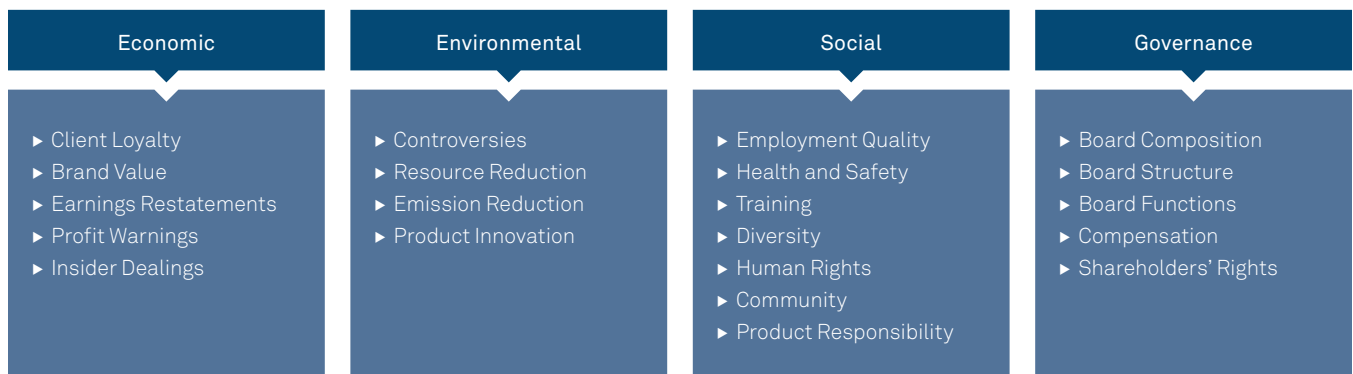 Economic
► Client Loyalty
► Brand Value
► Earnings Restatements
► Profit Warnings
► Insider Dealings
Environmental
► Controversies
► Resource Reduction
► Emission Reduction
► Product Innovation
Social
► Employment Quality
► Health and Safety
► Training
► Diversity
► Human Rights
► Community
► Product Responsibility
Governance
► Board Composition
► Board Structure
► Board Functions
► Compensation
► Shareholders’ Rights